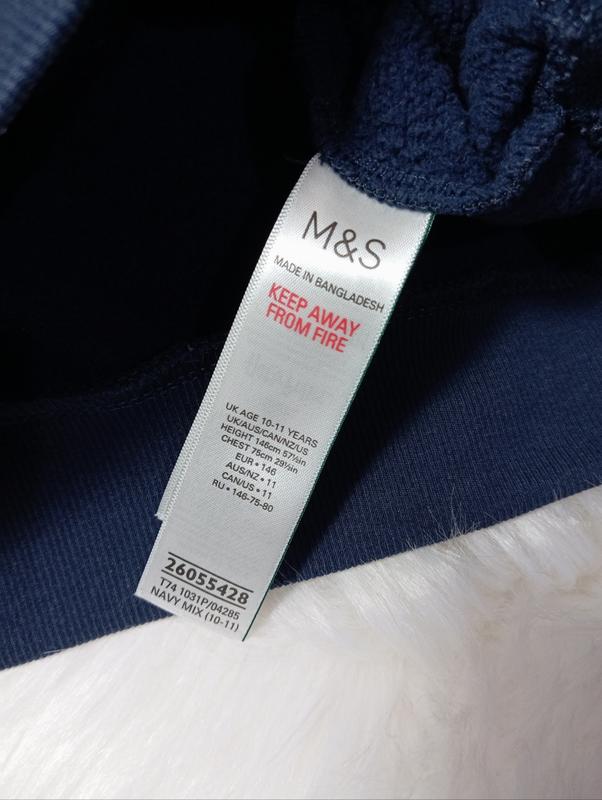 M&S
MADE IN BANGLADESH
KEEP AWAY
FROM FIRE
UK AGE 10-11 YEARS
UK/AUS/CAN/NZ/US
HEIGHT 146cm 57½in
CHEST 75cm 29½in
EUR • 146
AUS/NZ • 11
CAN/US • 11
RU • 146-75-80
26055428
T74 1031P/04285
NAVY MIX (10-11)